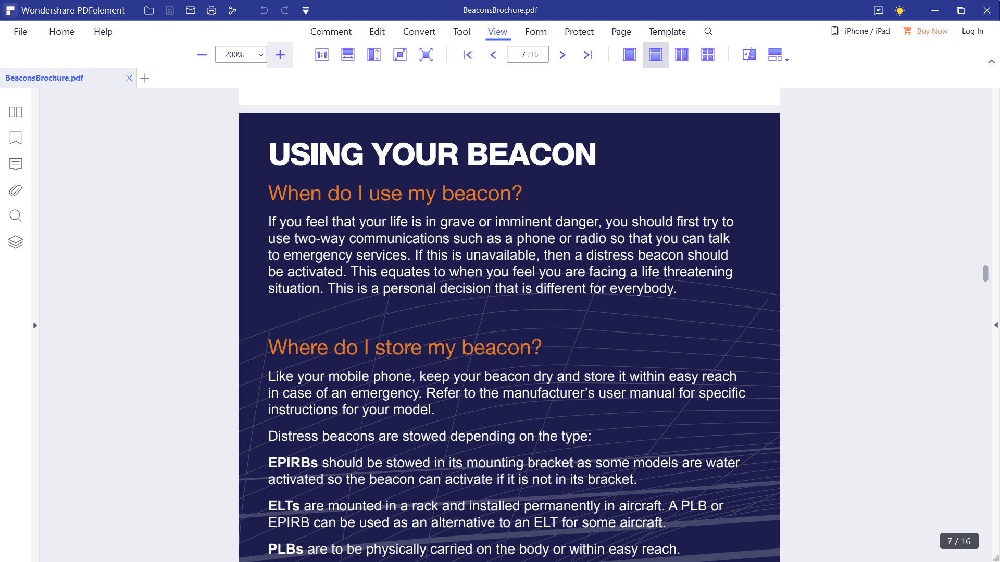 Wondershare PDFelement
BeaconsBrochure.pdf
File Home Help Comment Edit Convert Tool View Form Protect Page Template iPhone / iPad Buy Now Log In
200% 1:1 7 /16
BeaconsBrochure.pdf
USING YOUR BEACON
When do I use my beacon?
If you feel that your life is in grave or imminent danger, you should first try to
use two-way communications such as a phone or radio so that you can talk
to emergency services. If this is unavailable, then a distress beacon should
be activated. This equates to when you feel you are facing a life threatening
situation. This is a personal decision that is different for everybody.
Where do I store my beacon?
Like your mobile phone, keep your beacon dry and store it within easy reach
in case of an emergency. Refer to the manufacturer’s user manual for specific
instructions for your model.
Distress beacons are stowed depending on the type:
EPIRBs should be stowed in its mounting bracket as some models are water
activated so the beacon can activate if it is not in its bracket.
ELTs are mounted in a rack and installed permanently in aircraft. A PLB or
EPIRB can be used as an alternative to an ELT for some aircraft.
PLBs are to be physically carried on the body or within easy reach.
7 / 16